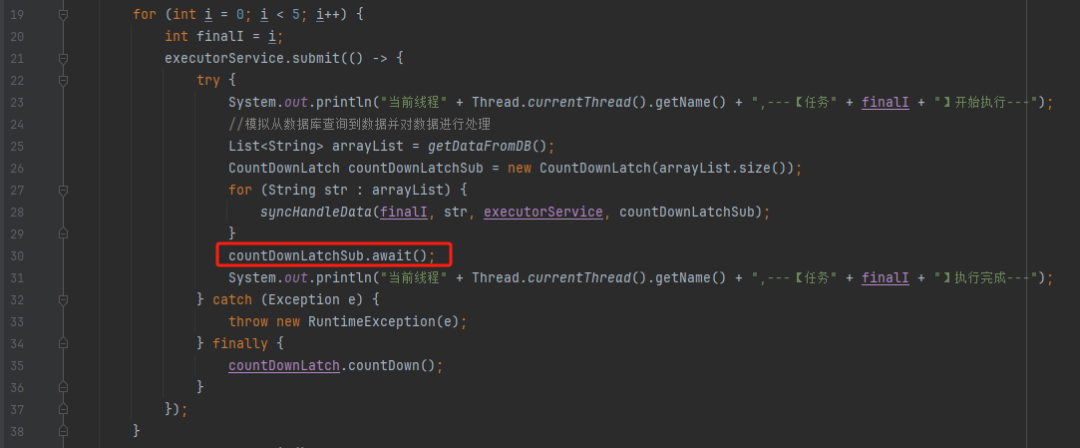 19 for (int i = 0; i < 5; i++) {
20 int finalI = i;
21 executorService.submit(() -> {
22 try {
23 System.out.println("当前线程" + Thread.currentThread().getName() + ",---【任务" + finalI + "】开始执行---");
24 //模拟从数据库查询到数据并对数据进行处理
25 List<String> arrayList = getDataFromDB();
26 CountDownLatch countDownLatchSub = new CountDownLatch(arrayList.size());
27 for (String str : arrayList) {
28 syncHandleData(finalI, str, executorService, countDownLatchSub);
29 }
30 countDownLatchSub.await();
31 System.out.println("当前线程" + Thread.currentThread().getName() + ",---【任务" + finalI + "】执行完成---");
32 } catch (Exception e) {
33 throw new RuntimeException(e);
34 } finally {
35 countDownLatch.countDown();
36 }
37 });
38 }